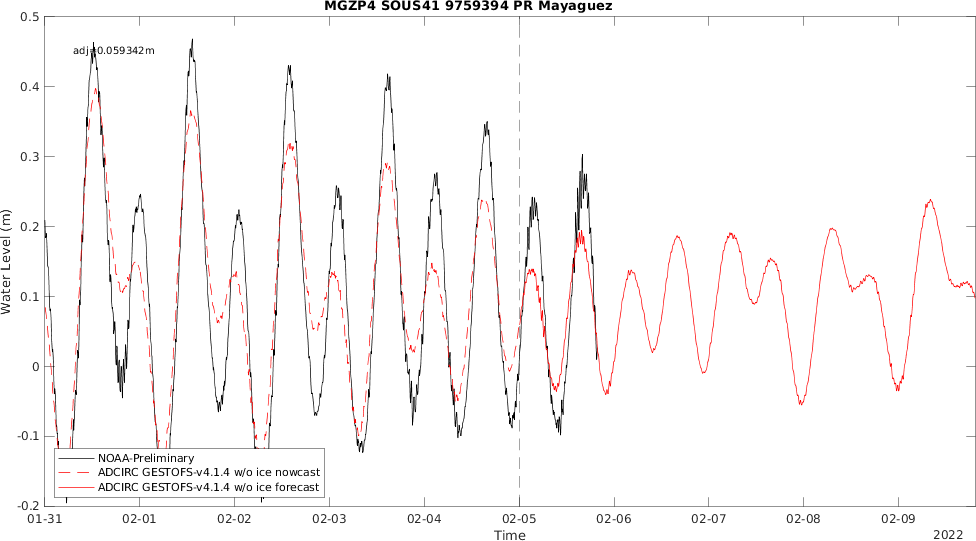 MGZP4 SOUS41 9759394 PR Mayaguez
0.5
adj=0.059342m
0.4
0.3
0.2
0.1
0
-0.1
-0.2
Water Level (m)
NOAA-Preliminary
ADCIRC GESTOFS-v4.1.4 w/o ice nowcast
ADCIRC GESTOFS-v4.1.4 w/o ice forecast
01-31 02-01 02-02 02-03 02-04 02-05 02-06 02-07 02-08 02-09
Time
2022